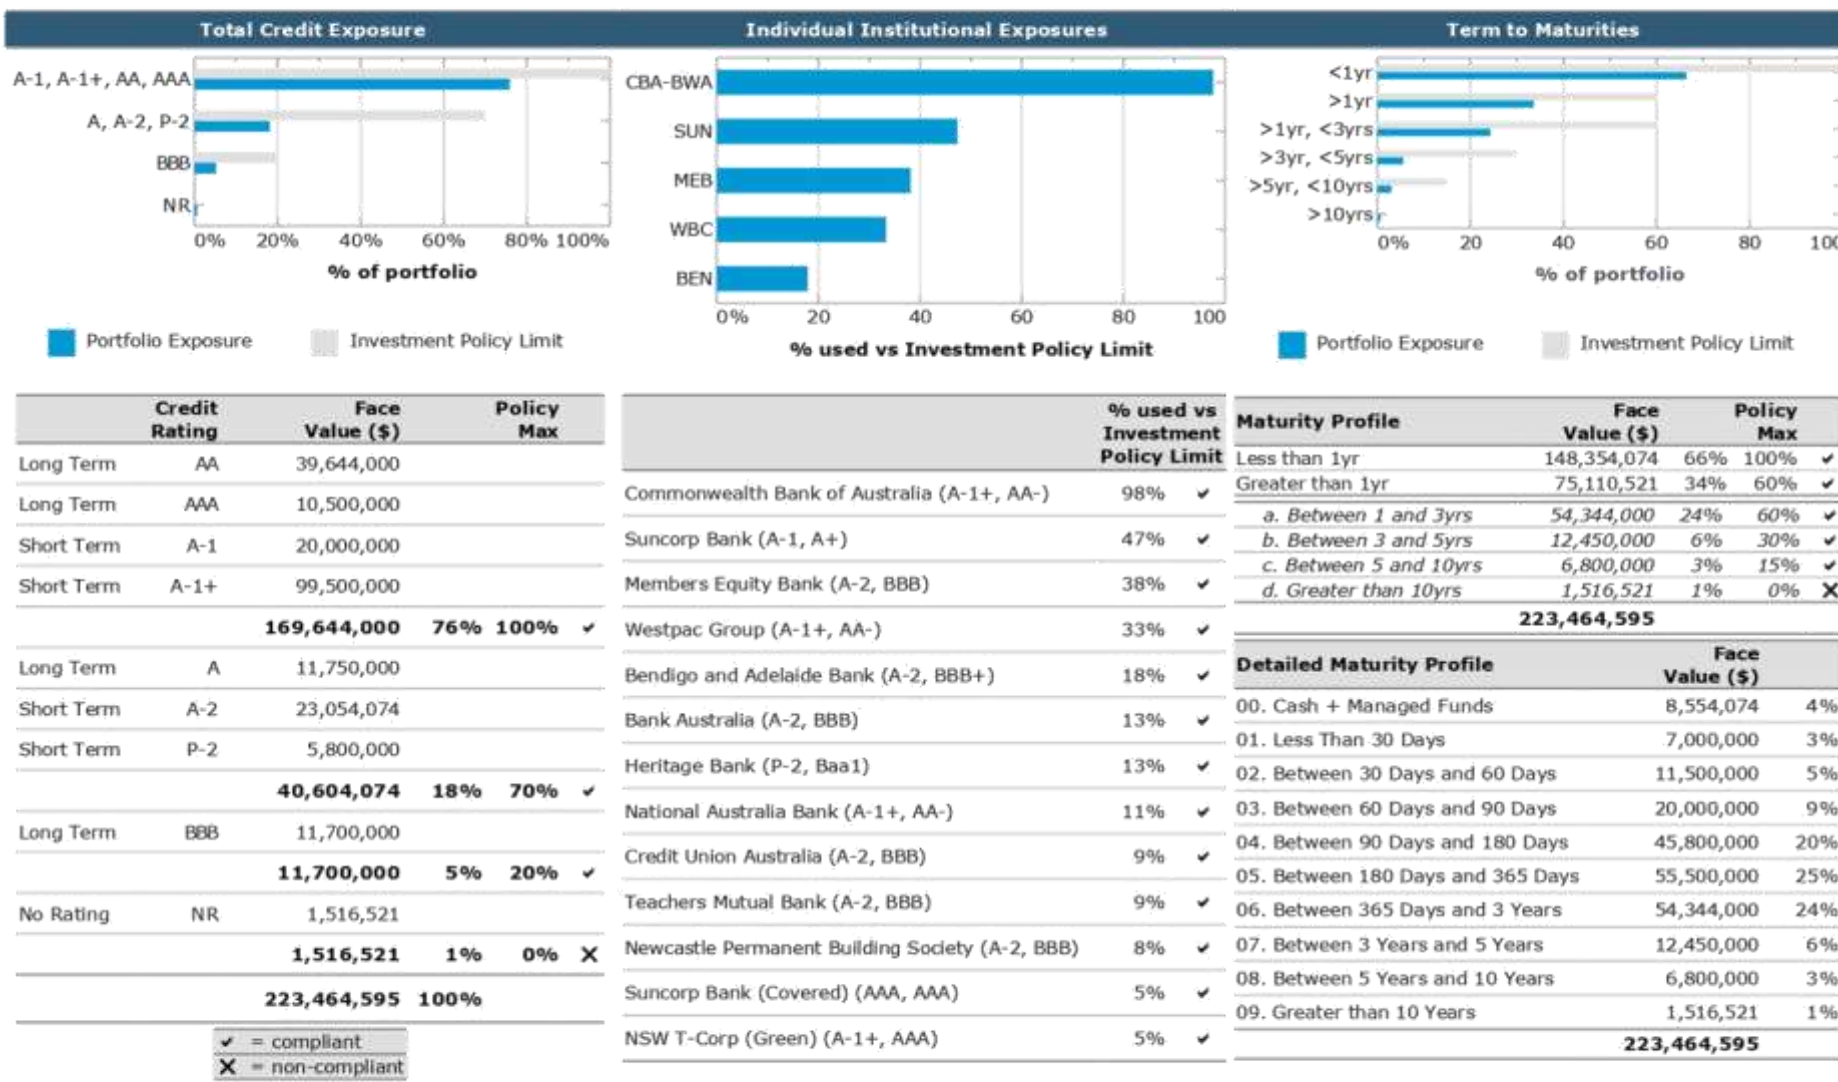 Total Credit Exposure
A-1, A-1+, AA, AAA
A, A-2, P-2
BBB
NR
0% 20% 40% 60% 80% 100%
% of portfolio
Portfolio Exposure Investment Policy Limit
Credit Rating Face Value ($) Policy Max
Long Term AA 39,644,000
Long Term AAA 10,500,000
Short Term A-1 20,000,000
Short Term A-1+ 99,500,000
169,644,000 76% 100% ✔
Long Term A 11,750,000
Short Term A-2 23,054,074
Short Term P-2 5,800,000
40,604,074 18% 70% ✔
Long Term BBB 11,700,000
11,700,000 5% 20% ✔
No Rating NR 1,516,521
1,516,521 1% 0% ✘
223,464,595 100%
✔ = compliant
✘ = non-compliant
Individual Institutional Exposures
CBA-BWA
SUN
MEB
WBC
BEN
0% 20 40 60 80 100
% used vs Investment Policy Limit
% used vs
Investment
Policy Limit
Commonwealth Bank of Australia (A-1+, AA-) 98% ✔
Suncorp Bank (A-1, A+) 47% ✔
Members Equity Bank (A-2, BBB) 38% ✔
Westpac Group (A-1+, AA-) 33% ✔
Bendigo and Adelaide Bank (A-2, BBB+) 18% ✔
Bank Australia (A-2, BBB) 13% ✔
Heritage Bank (P-2, Baa1) 13% ✔
National Australia Bank (A-1+, AA-) 11% ✔
Credit Union Australia (A-2, BBB) 9% ✔
Teachers Mutual Bank (A-2, BBB) 9% ✔
Newcastle Permanent Building Society (A-2, BBB) 8% ✔
Suncorp Bank (Covered) (AAA, AAA) 5% ✔
NSW T-Corp (Green) (A-1+, AAA) 5% ✔
Term to Maturities
<1yr
>1yr
>1yr, <3yrs
>3yr, <5yrs
>5yr, <10yrs
>10yrs
0% 20 40 60 80 100
% of portfolio
Portfolio Exposure Investment Policy Limit
Maturity Profile Face Value ($) Policy Max
Less than 1yr 148,354,074 66% 100% ✔
Greater than 1yr 75,110,521 34% 60% ✔
a. Between 1 and 3yrs 54,344,000 24% 60% ✔
b. Between 3 and 5yrs 12,450,000 6% 30% ✔
c. Between 5 and 10yrs 6,800,000 3% 15% ✔
d. Greater than 10yrs 1,516,521 1% 0% ✘
223,464,595
Detailed Maturity Profile Face Value ($)
00. Cash + Managed Funds 8,554,074 4%
01. Less Than 30 Days 7,000,000 3%
02. Between 30 Days and 60 Days 11,500,000 5%
03. Between 60 Days and 90 Days 20,000,000 9%
04. Between 90 Days and 180 Days 45,800,000 20%
05. Between 180 Days and 365 Days 55,500,000 25%
06. Between 365 Days and 3 Years 54,344,000 24%
07. Between 3 Years and 5 Years 12,450,000 6%
08. Between 5 Years and 10 Years 6,800,000 3%
09. Greater than 10 Years 1,516,521 1%
223,464,595